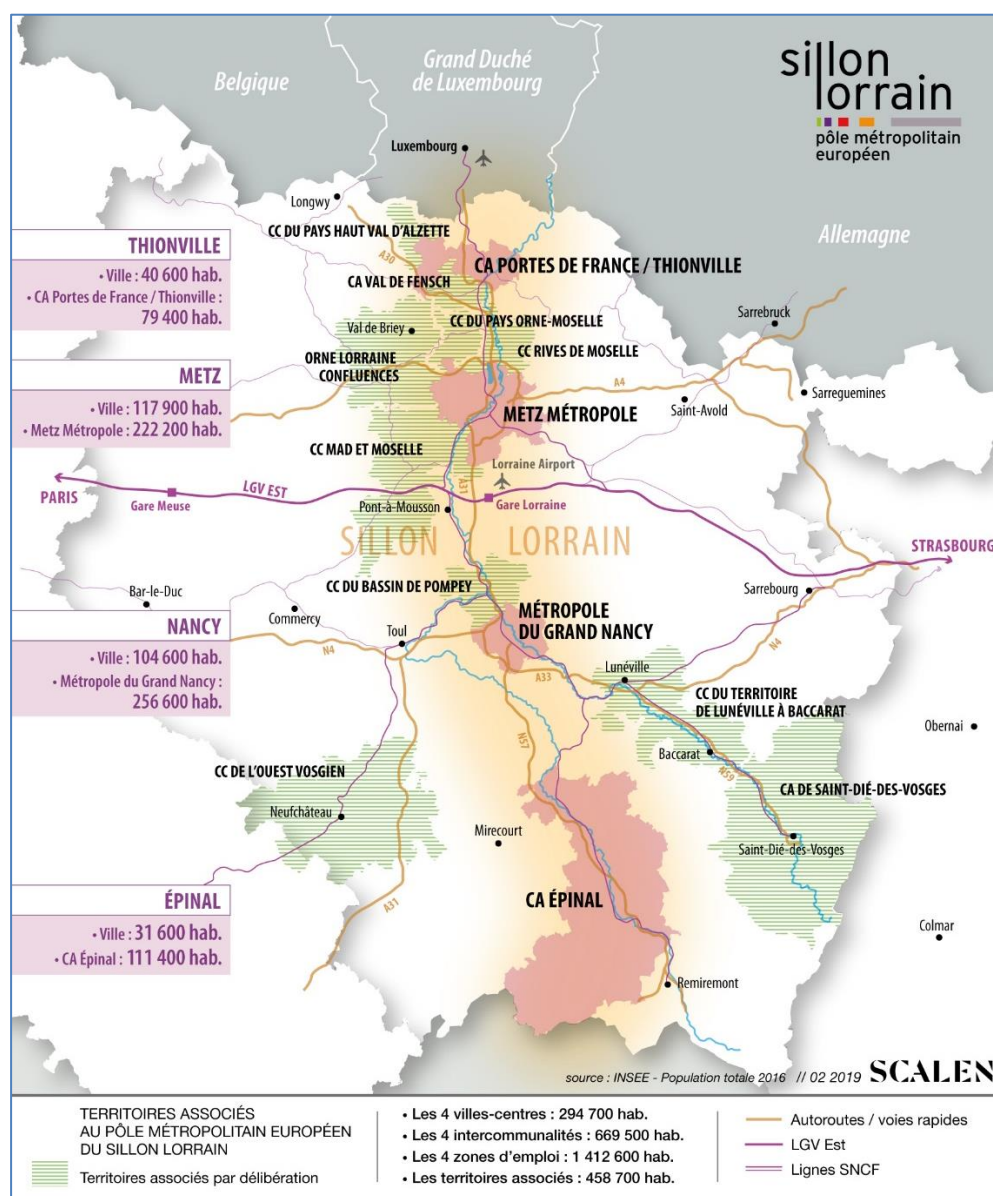 Belgique
Grand Duché
de Luxembourg
sillon
lorrain
pôle métropolitain
européen
Luxembourg
Longwy
CC DU PAYS HAUT VAL D'ALZETTE
Allemagne
THIONVILLE
• Ville : 40 600 hab.
• CA Portes de France / Thionville :
79 400 hab.
A30
CA PORTES DE FRANCE / THIONVILLE
CA VAL DE FENSCH
Val de Briey
CC DU PAYS ORNE-MOSELLE
Sarrebruck
ORNE LORRAINE
CONFLUENCES
CC RIVES DE MOSELLE
METZ
• Ville : 117 900 hab.
• Metz Métropole : 222 200 hab.
A4
Sarreguemines
Saint-Avold
METZ MÉTROPOLE
CC MAD ET MOSELLE
Lorraine Airport
A31
PARIS
LGV EST
Gare Meuse
Gare Lorraine
Pont-à-Mousson
SILLON LORRAIN
STRASBOURG
Bar-le-Duc
CC DU BASSIN DE POMPEY
Sarrebourg
Commercy
MÉTROPOLE
DU GRAND NANCY
NANCY
• Ville : 104 600 hab.
• Métropole du Grand Nancy :
256 600 hab.
Toul
N4
N4
A33
Lunéville
CC DU TERRITOIRE
DE LUNÉVILLE À BACCARAT
Obernai
N57
Baccarat
N59
CC DE L'OUEST VOSGIEN
CA DE SAINT-DIÉ-DES-VOSGES
Neufchâteau
Mirecourt
Saint-Dié-des-Vosges
ÉPINAL
• Ville : 31 600 hab.
• CA Épinal : 111 400 hab.
A31
CA ÉPINAL
Colmar
Remiremont
source : INSEE - Population totale 2016 // 02 2019 SCALEN
TERRITOIRES ASSOCIÉS
AU PÔLE MÉTROPOLITAIN EUROPÉEN
DU SILLON LORRAIN
Territoires associés par délibération
• Les 4 villes-centres : 294 700 hab.
• Les 4 intercommunalités : 669 500 hab.
• Les 4 zones d'emploi : 1 412 600 hab.
• Les territoires associés : 458 700 hab.
Autoroutes / voies rapides
LGV Est
Lignes SNCF